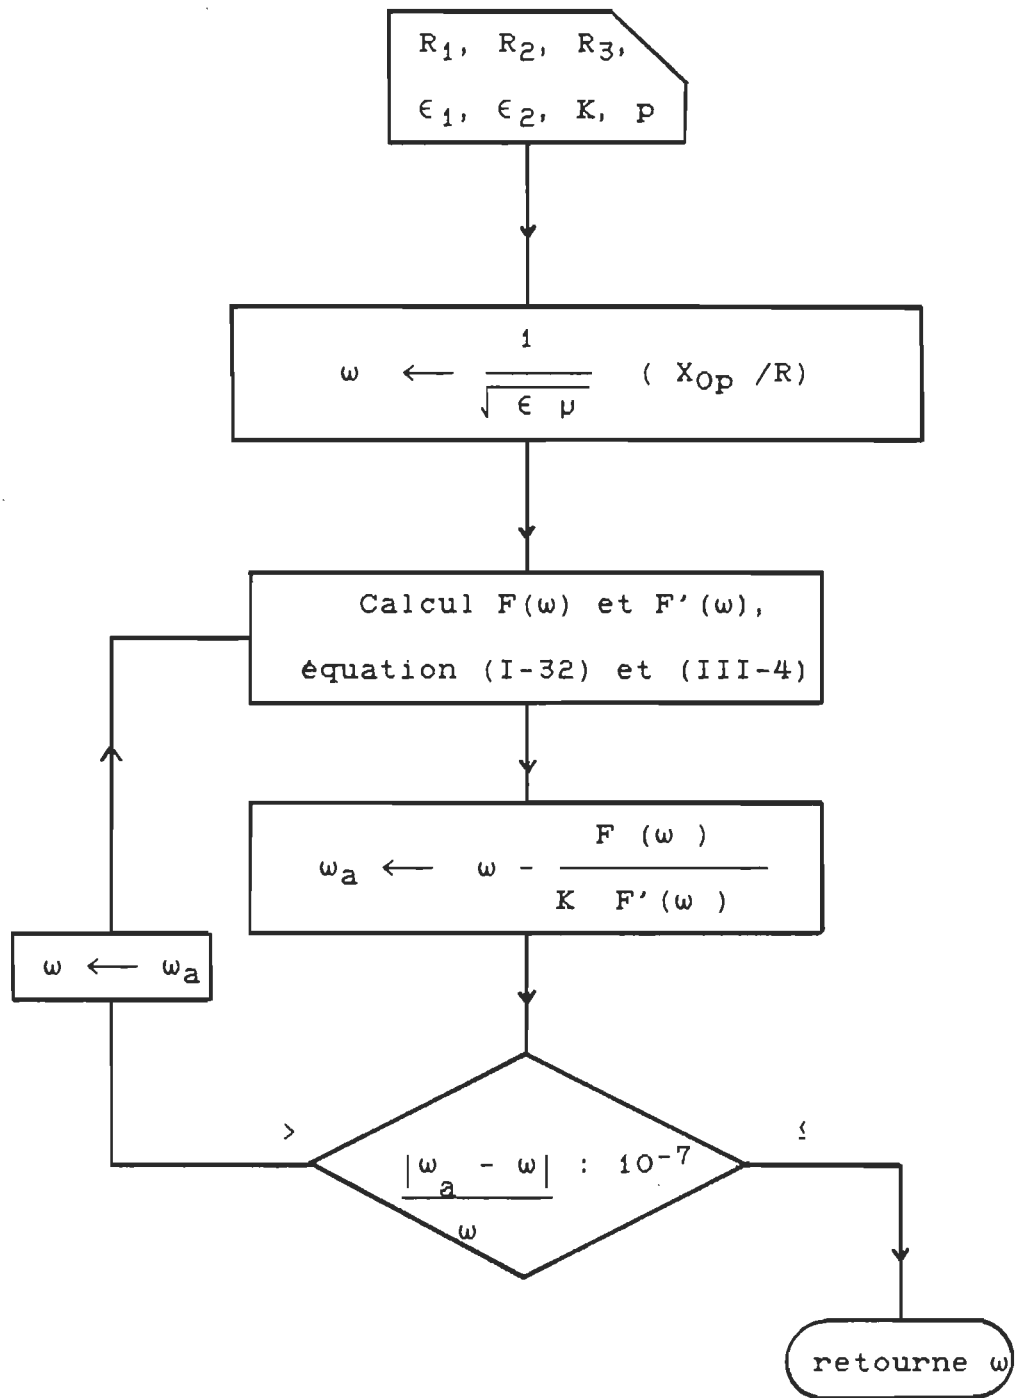 R₁, R₂, R₃,
ϵ₁, ϵ₂, K, p
ω ← 1 / √(ϵ μ) ( X₀ₚ /R)
Calcul F(ω) et F'(ω),
équation (I-32) et (III-4)
ωₐ ← ω - F (ω ) / K F'(ω )
ω ← ωₐ
>
≤
|ωₐ - ω| / ω : 10⁻⁷
retourne ω